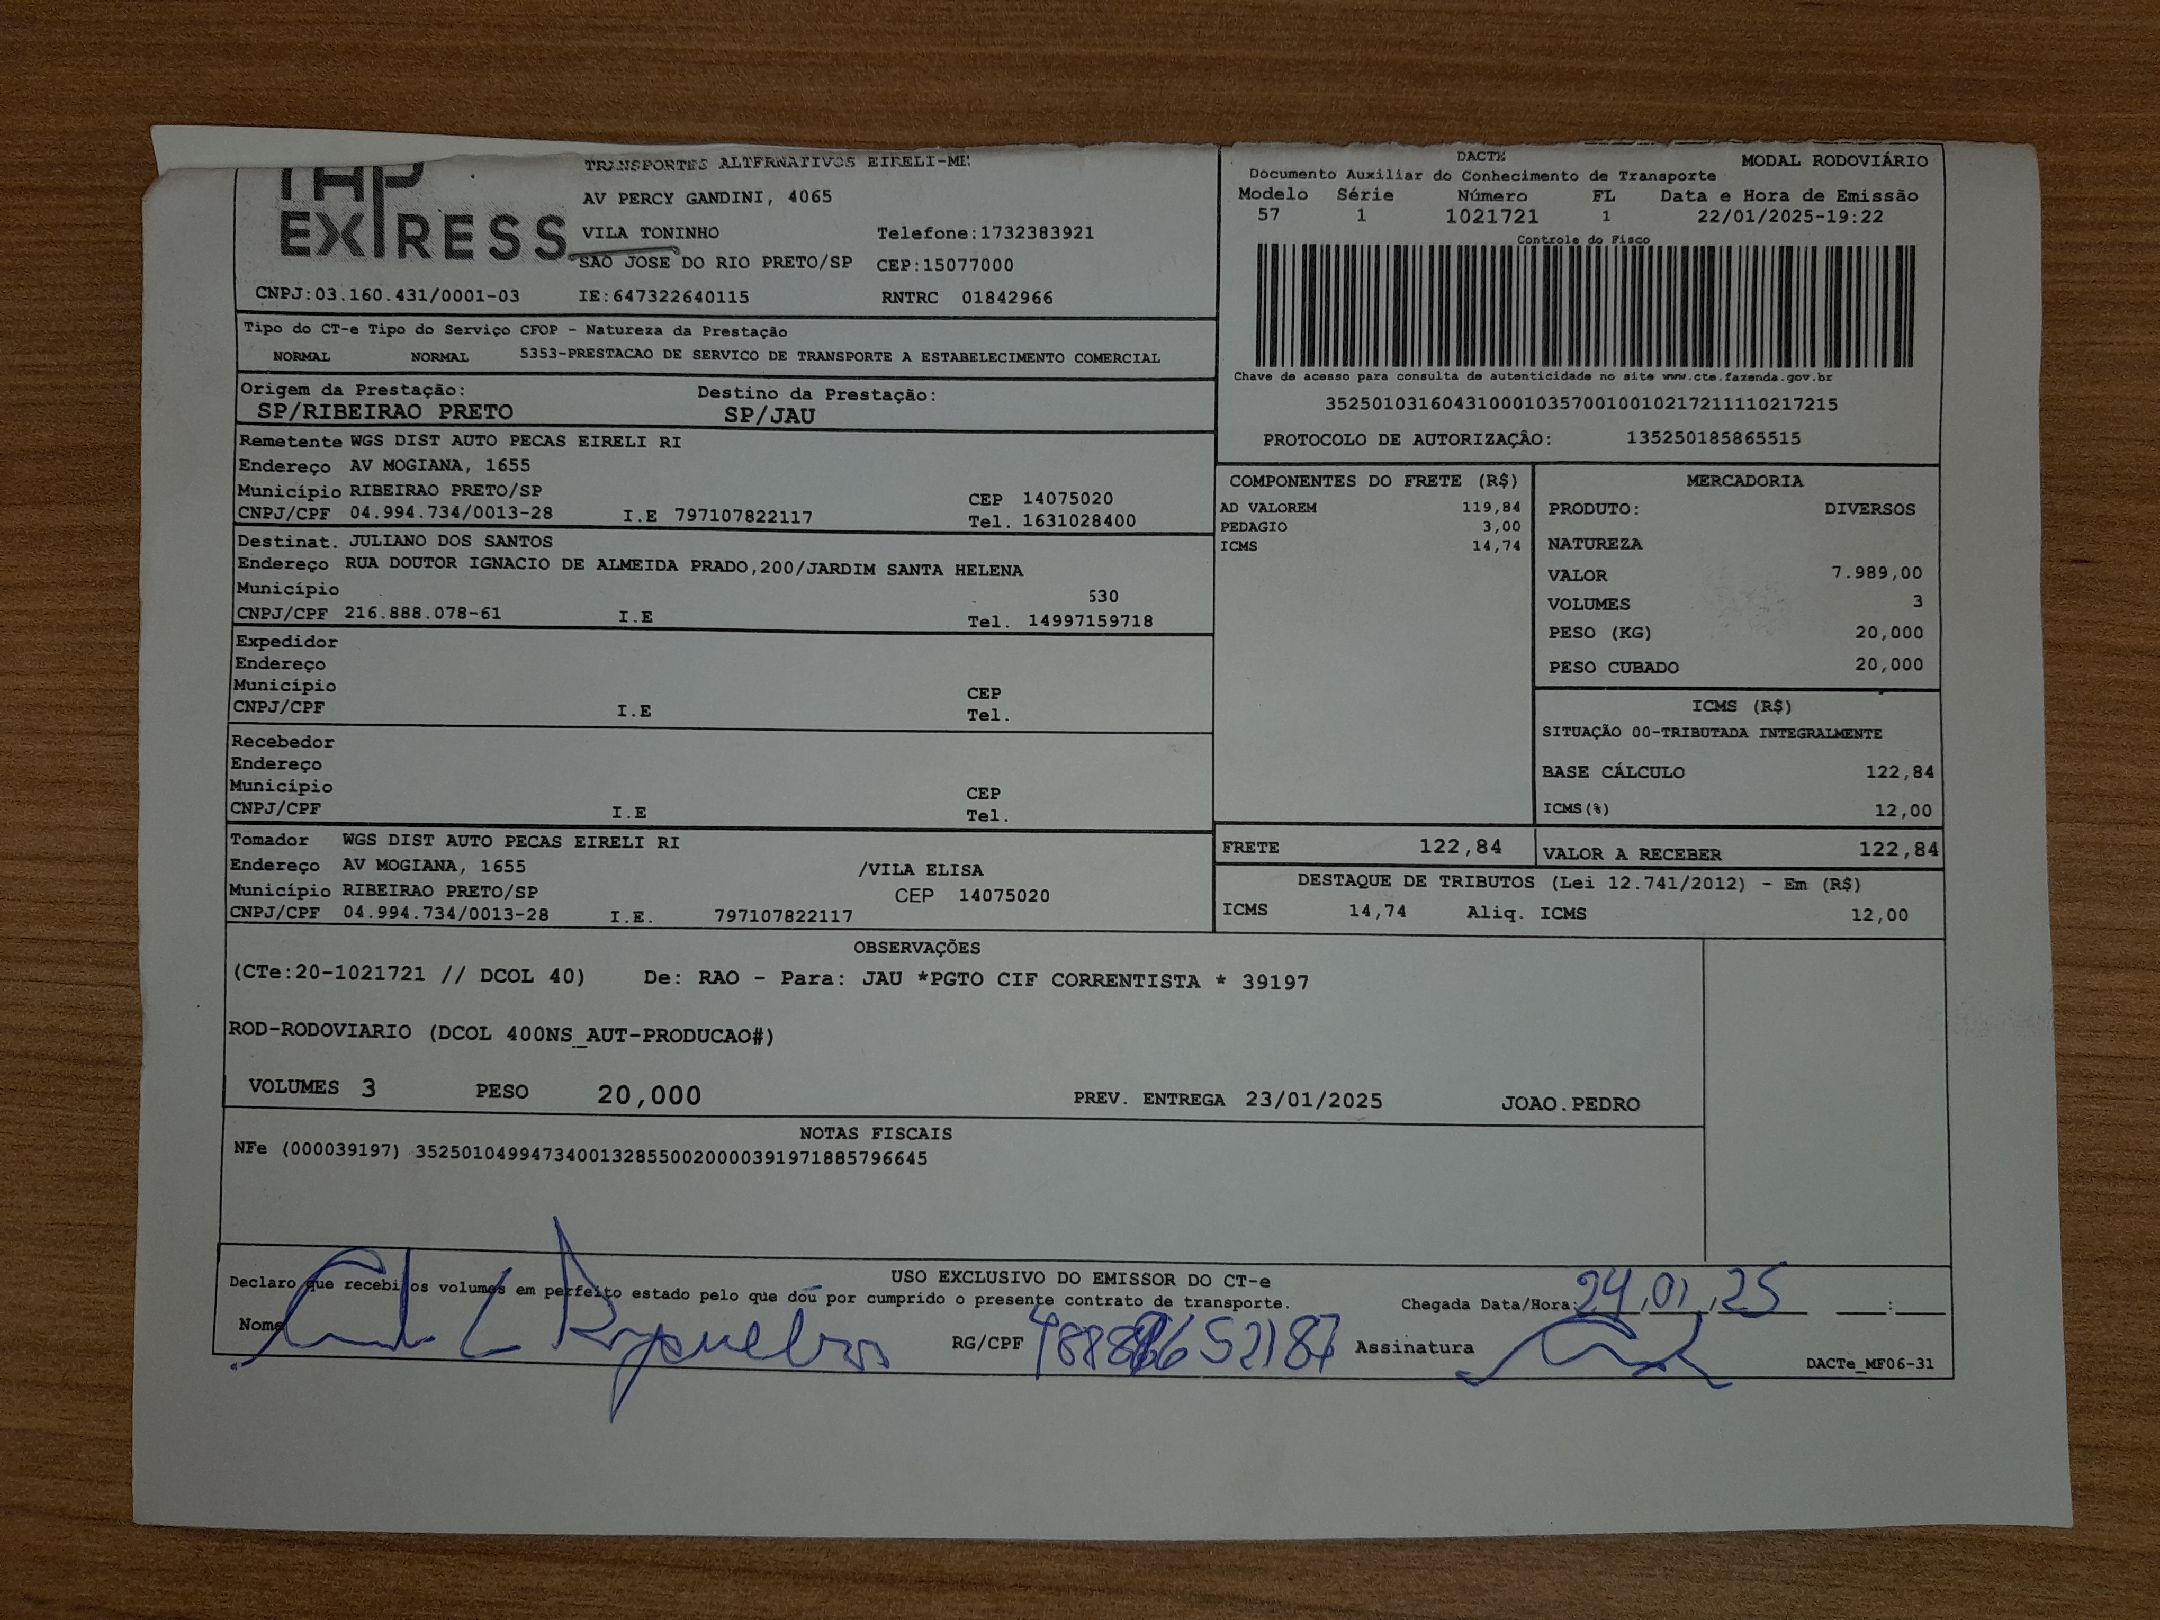 TRANSPORTES ALTERNATIVOS EIRELI-ME
TAP
EXPRESS
AV PERCY GANDINI, 4065
VILA TONINHO Telefone:1732383921
SAO JOSE DO RIO PRETO/SP CEP:15077000
CNPJ:03.160.431/0001-03 IE:647322640115 RNTRC 01842966
DACTE MODAL RODOVIÁRIO
Documento Auxiliar do Conhecimento de Transporte
Modelo Série Número FL Data e Hora de Emissão
57 1 1021721 1 22/01/2025-19:22
Controle do Fisco
Chave de acesso para consulta de autenticidade no site www.cte.fazenda.gov.br
35250103160431000103570010010217211110217215
PROTOCOLO DE AUTORIZAÇÃO: 135250185865515
Tipo do CT-e Tipo do Serviço CFOP - Natureza da Prestação
NORMAL NORMAL 5353-PRESTACAO DE SERVICO DE TRANSPORTE A ESTABELECIMENTO COMERCIAL
Origem da Prestação: Destino da Prestação:
SP/RIBEIRAO PRETO SP/JAU
Remetente WGS DIST AUTO PECAS EIRELI RI
Endereço AV MOGIANA, 1655
Município RIBEIRAO PRETO/SP CEP 14075020
CNPJ/CPF 04.994.734/0013-28 I.E 797107822117 Tel. 1631028400
Destinat. JULIANO DOS SANTOS
Endereço RUA DOUTOR IGNACIO DE ALMEIDA PRADO,200/JARDIM SANTA HELENA
Município 530
CNPJ/CPF 216.888.078-61 I.E Tel. 14997159718
Expedidor
Endereço
Município CEP
CNPJ/CPF I.E Tel.
Recebedor
Endereço
Município CEP
CNPJ/CPF I.E Tel.
Tomador WGS DIST AUTO PECAS EIRELI RI
Endereço AV MOGIANA, 1655 /VILA ELISA
Município RIBEIRAO PRETO/SP CEP 14075020
CNPJ/CPF 04.994.734/0013-28 I.E. 797107822117
COMPONENTES DO FRETE (R$)
AD VALOREM 119,84
PEDAGIO 3,00
ICMS 14,74
MERCADORIA
PRODUTO: DIVERSOS
NATUREZA
VALOR 7.989,00
VOLUMES 3
PESO (KG) 20,000
PESO CUBADO 20,000
ICMS (R$)
SITUAÇÃO 00-TRIBUTADA INTEGRALMENTE
BASE CÁLCULO 122,84
ICMS(%) 12,00
FRETE 122,84 VALOR A RECEBER 122,84
DESTAQUE DE TRIBUTOS (Lei 12.741/2012) - Em (R$)
ICMS 14,74 Aliq. ICMS 12,00
OBSERVAÇÕES
(CTe:20-1021721 // DCOL 40) De: RAO - Para: JAU *PGTO CIF CORRENTISTA * 39197
ROD-RODOVIARIO (DCOL 400NS_AUT-PRODUCAO#)
VOLUMES 3 PESO 20,000 PREV. ENTREGA 23/01/2025 JOAO.PEDRO
NOTAS FISCAIS
NFe (000039197) 35250104994734001328550020000391971885796645
USO EXCLUSIVO DO EMISSOR DO CT-e
Declaro que recebi os volumes em perfeito estado pelo que dou por cumprido o presente contrato de transporte.
Chegada Data/Hora: 24,01,25 :
Nome RG/CPF Assinatura
DACTe_MF06-31